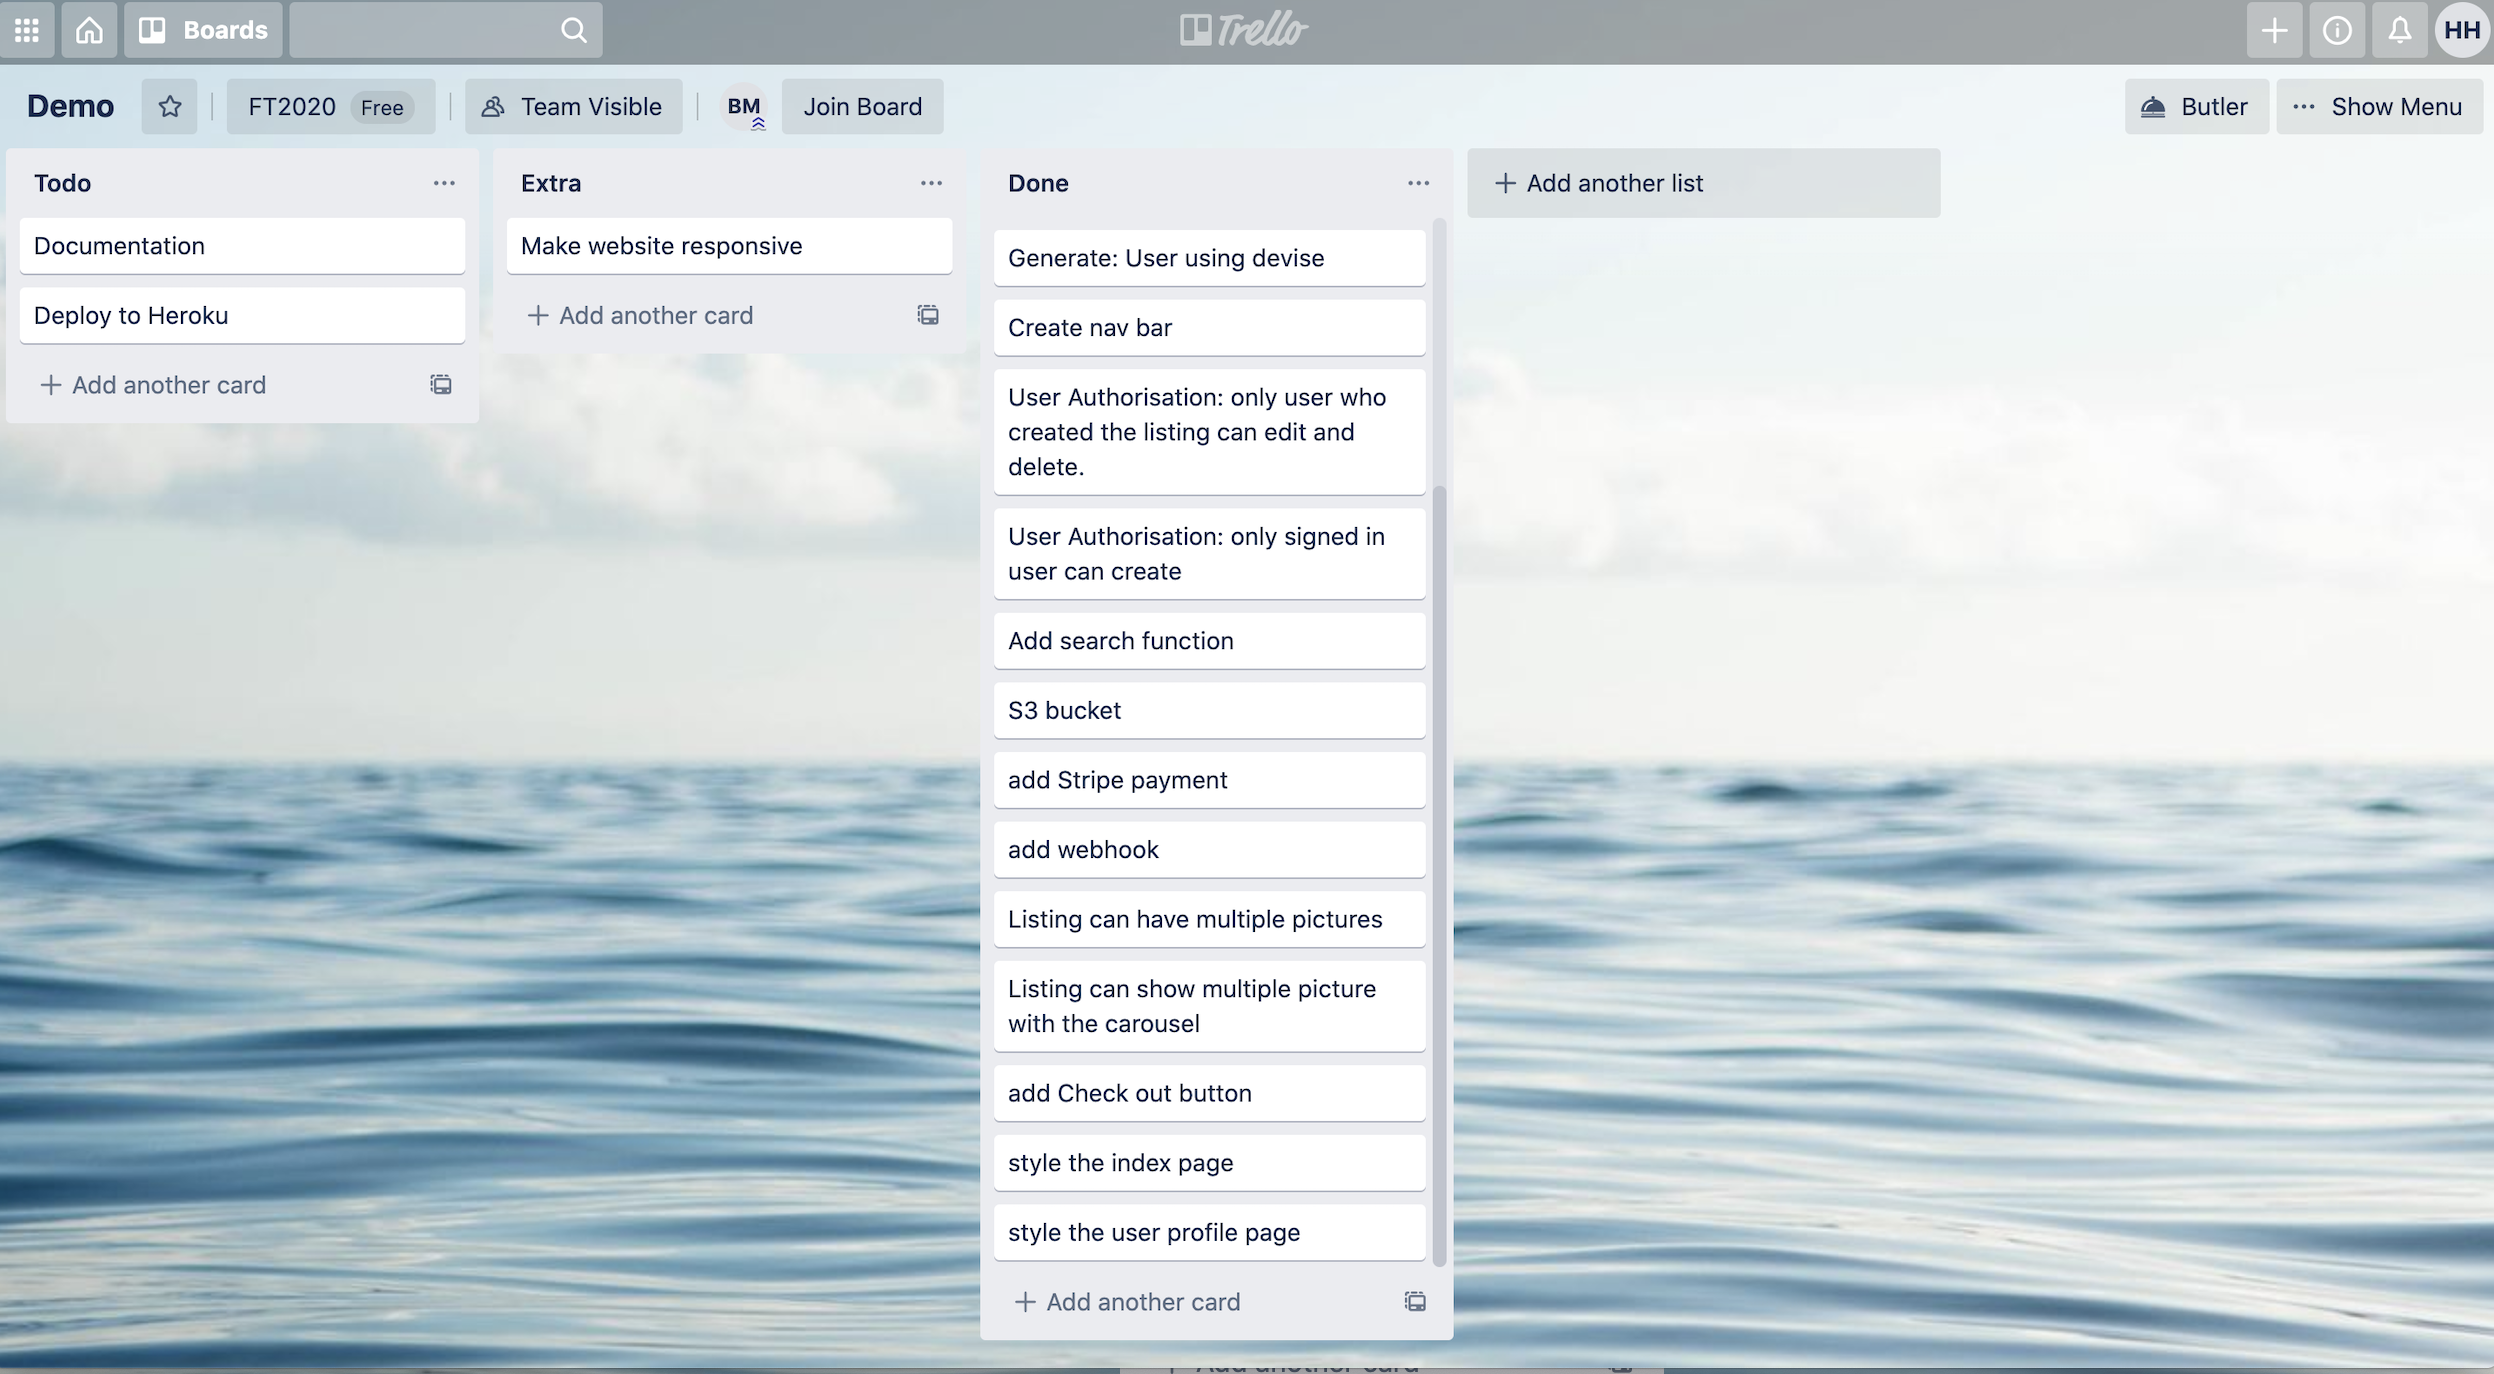 Boards
Trello
HH
Demo
FT2020 Free
Team Visible
BM
Join Board
Butler
Show Menu
Todo
Documentation
Deploy to Heroku
Add another card
Extra
Make website responsive
Add another card
Done
Generate: User using devise
Create nav bar
User Authorisation: only user who
created the listing can edit and
delete.
User Authorisation: only signed in
user can create
Add search function
S3 bucket
add Stripe payment
add webhook
Listing can have multiple pictures
Listing can show multiple picture
with the carousel
add Check out button
style the index page
style the user profile page
Add another card
Add another list
Add another card